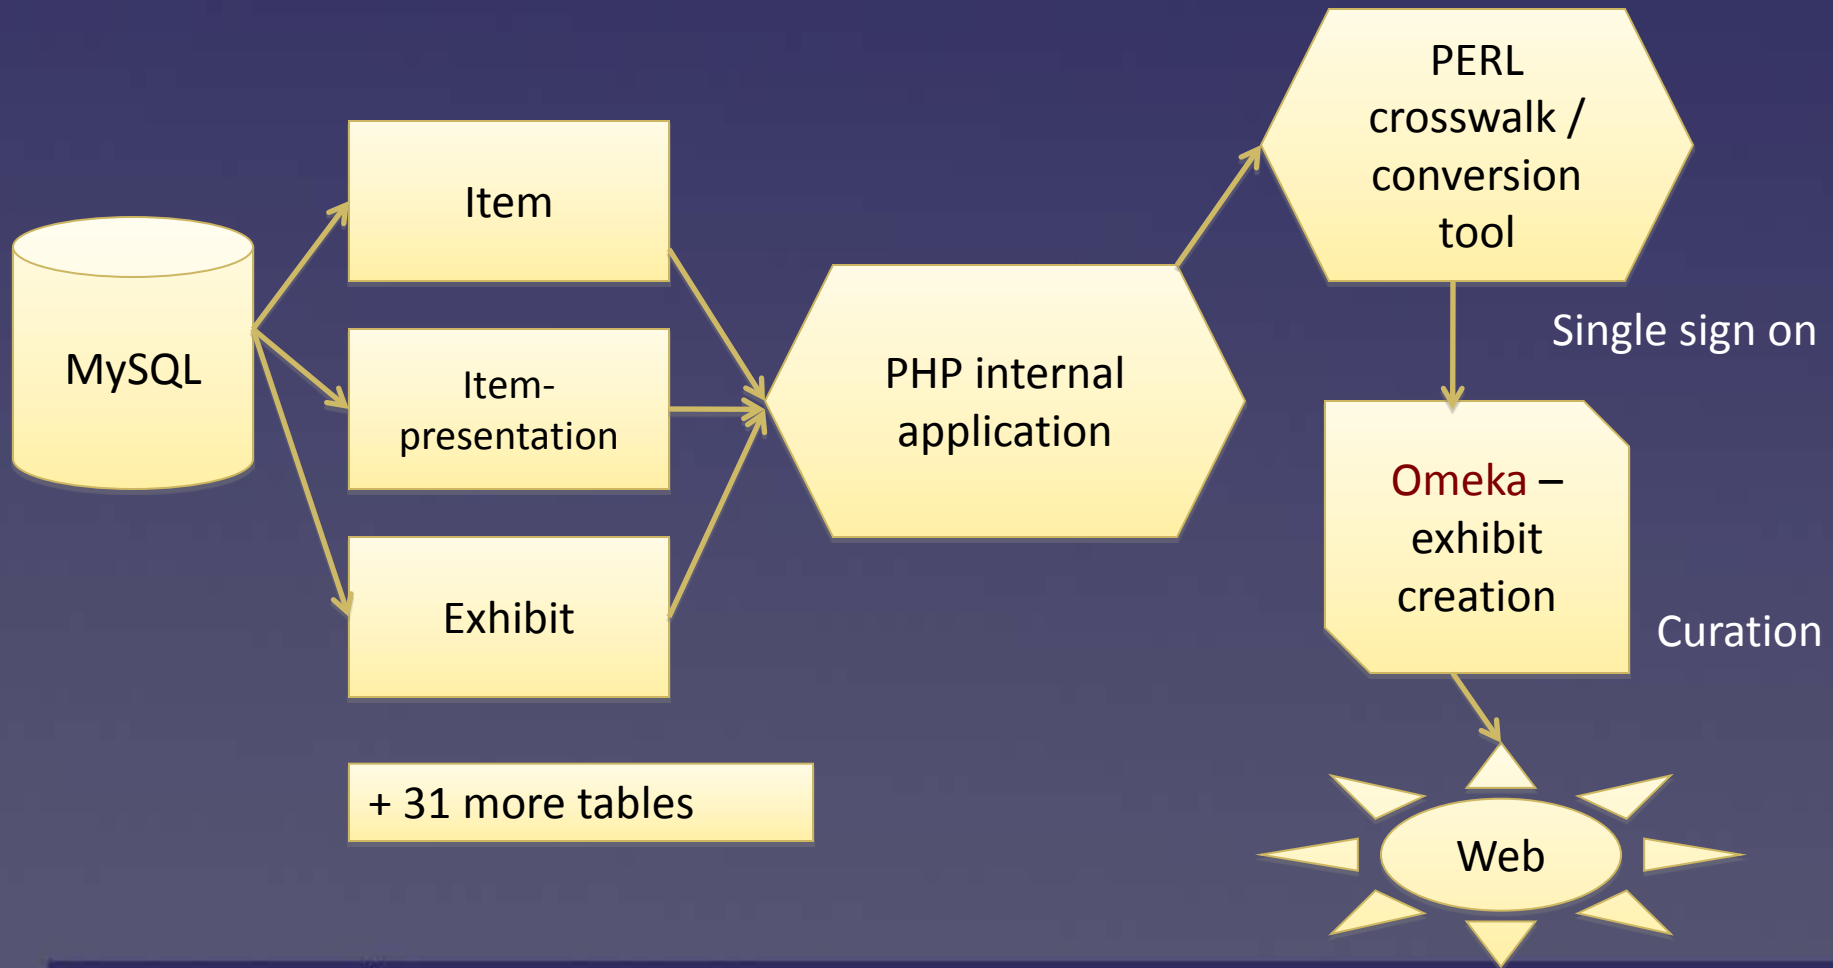 MySQL
Item
Item-
presentation
Exhibit
+ 31 more tables
PHP internal
application
PERL
crosswalk /
conversion
tool
Single sign on
Omeka –
exhibit
creation
Curation
Web